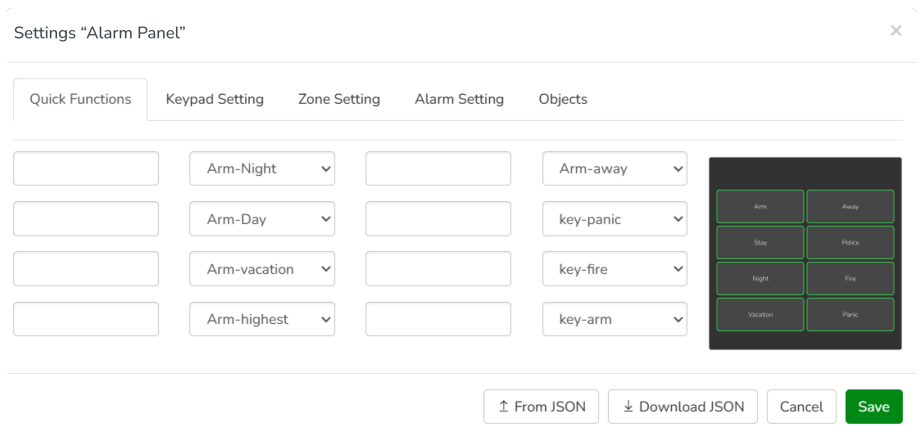 Settings “Alarm Panel”
×
Quick Functions Keypad Setting Zone Setting Alarm Setting Objects
Arm-Night Arm-away
Arm-Day key-panic
Arm-vacation key-fire
Arm-highest key-arm
Arm Away
Stay Police
Night Fire
Vacation Panic
From JSON Download JSON Cancel Save